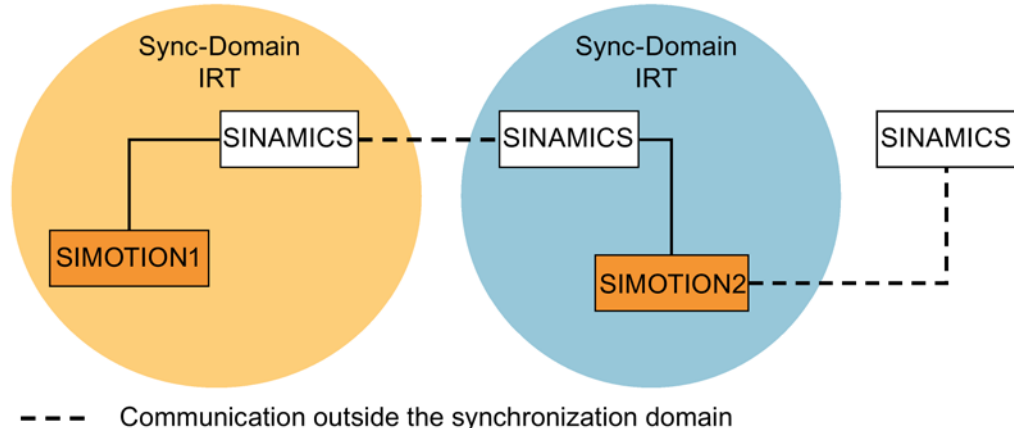 Sync-Domain
IRT
Sync-Domain
IRT
SINAMICS
SINAMICS
SINAMICS
SIMOTION1
SIMOTION2
Communication outside the synchronization domain